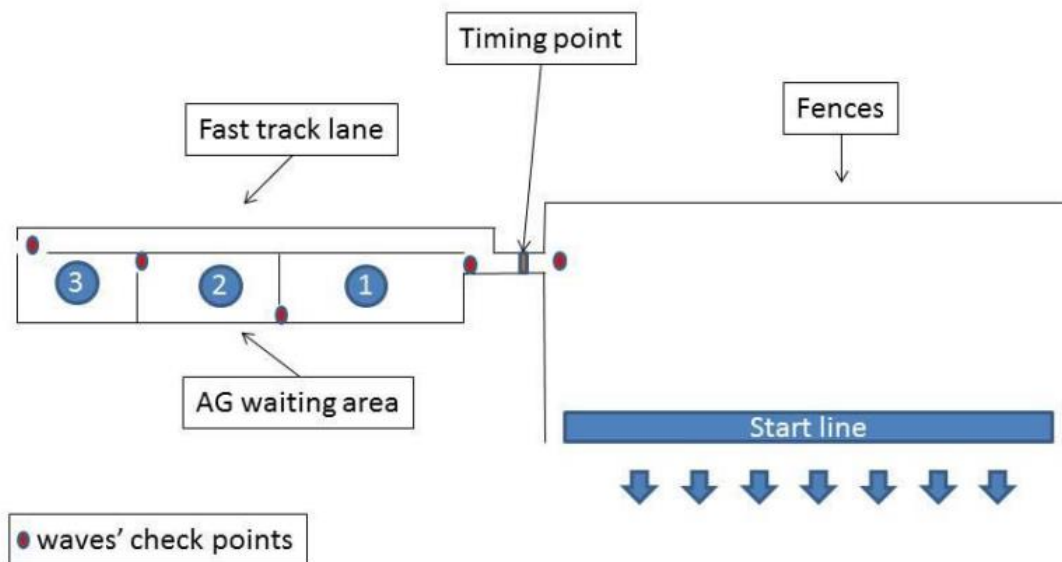 Timing point
Fast track lane
Fences
3
2
1
AG waiting area
Start line
waves' check points